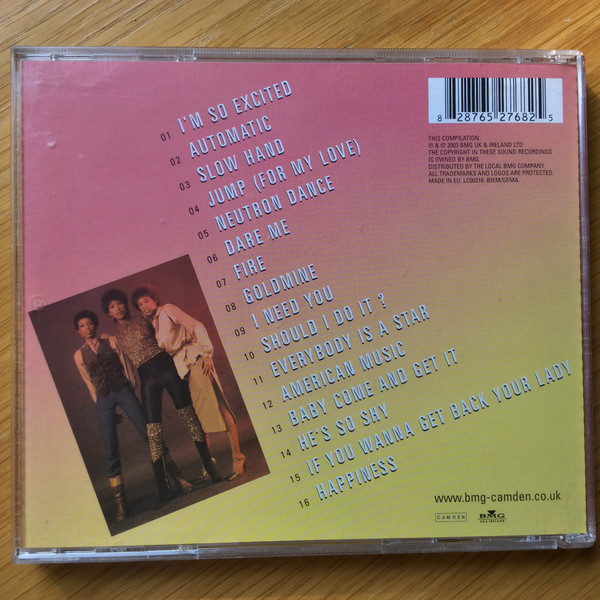 01 I'M SO EXCITED
02 AUTOMATIC
03 SLOW HAND
04 JUMP (FOR MY LOVE)
05 NEUTRON DANCE
06 DARE ME
07 FIRE
08 GOLDMINE
09 I NEED YOU
10 SHOULD I DO IT ?
11 EVERYBODY IS A STAR
12 AMERICAN MUSIC
13 BABY COME AND GET IT
14 HE'S SO SHY
15 IF YOU WANNA GET BACK YOUR LADY
16 HAPPINESS
8 28765 27682 5
THIS COMPILATION:
℗ & © 2003 BMG UK & IRELAND LTD
THE COPYRIGHT IN THESE SOUND RECORDINGS
IS OWNED BY BMG.
DISTRIBUTED BY THE LOCAL BMG COMPANY.
ALL TRADEMARKS AND LOGOS ARE PROTECTED.
MADE IN EU. LC00316. BIEM/GEMA.
www.bmg-camden.co.uk
CAMDEN
BMG
UK & IRELAND